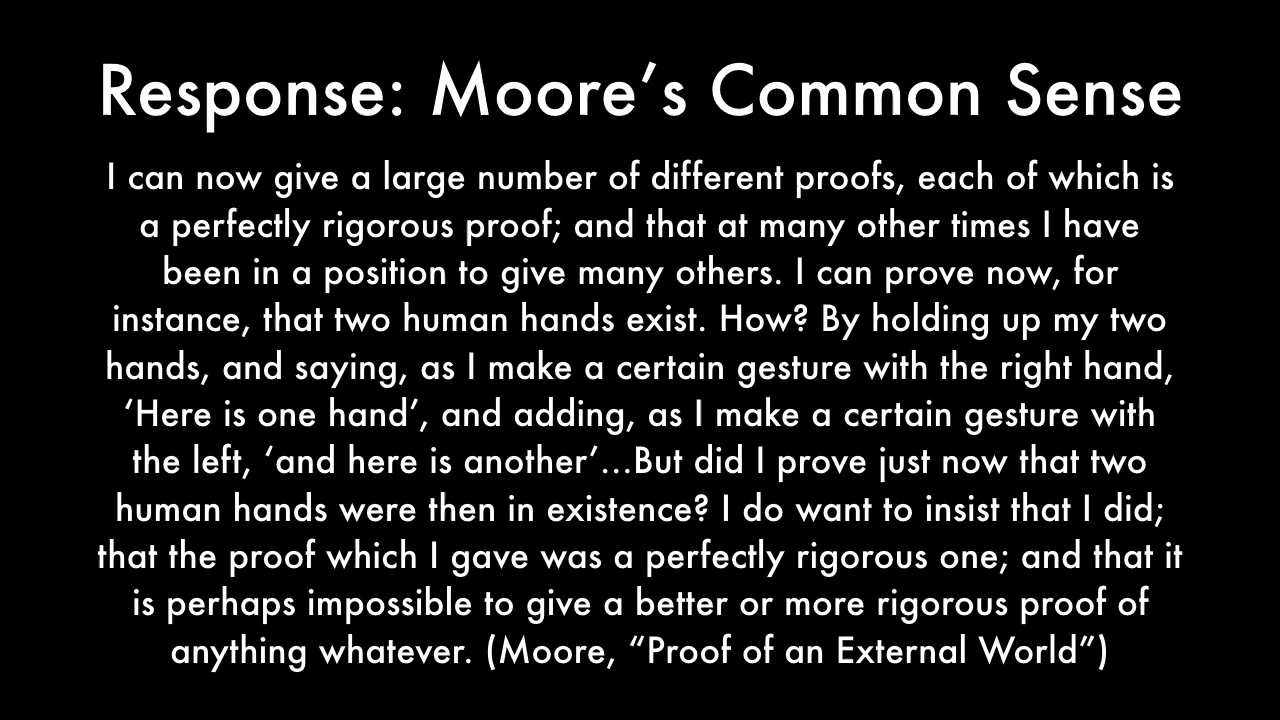 Response: Moore’s Common Sense
I can now give a large number of different proofs, each of which is
a perfectly rigorous proof; and that at many other times I have
been in a position to give many others. I can prove now, for
instance, that two human hands exist. How? By holding up my two
hands, and saying, as I make a certain gesture with the right hand,
‘Here is one hand’, and adding, as I make a certain gesture with
the left, ‘and here is another’...But did I prove just now that two
human hands were then in existence? I do want to insist that I did;
that the proof which I gave was a perfectly rigorous one; and that it
is perhaps impossible to give a better or more rigorous proof of
anything whatever. (Moore, “Proof of an External World”)